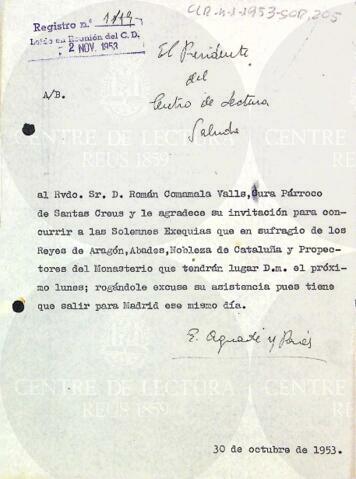 CLR-4-1-1953-SOR,205
Registro n.º 1119
Leído en Reunión del C. D.
- 2 NOV. 1953
El Presidente
del
A/B.
Centro de Lectura
Saluda
CENTRE DE LECTURA
REUS 1859
al Rvdo. Sr. D. Román Comamala Valls, Cura Párroco
de Santas Creus y le agradece su invitación para con-
currir a las Solemnes Exequias que en sufragio de los
Reyes de Aragón, Abades, Nobleza de Cataluña y Propec-
tores del Monasterio que tendrán lugar D.m. el próxi-
mo lunes; rogándole excuse su asistencia pues tiene
que salir para Madrid ese mismo día.
E. Aguadé y Parés
CENTRE DE LECTURA
REUS 1859
30 de octubre de 1953.